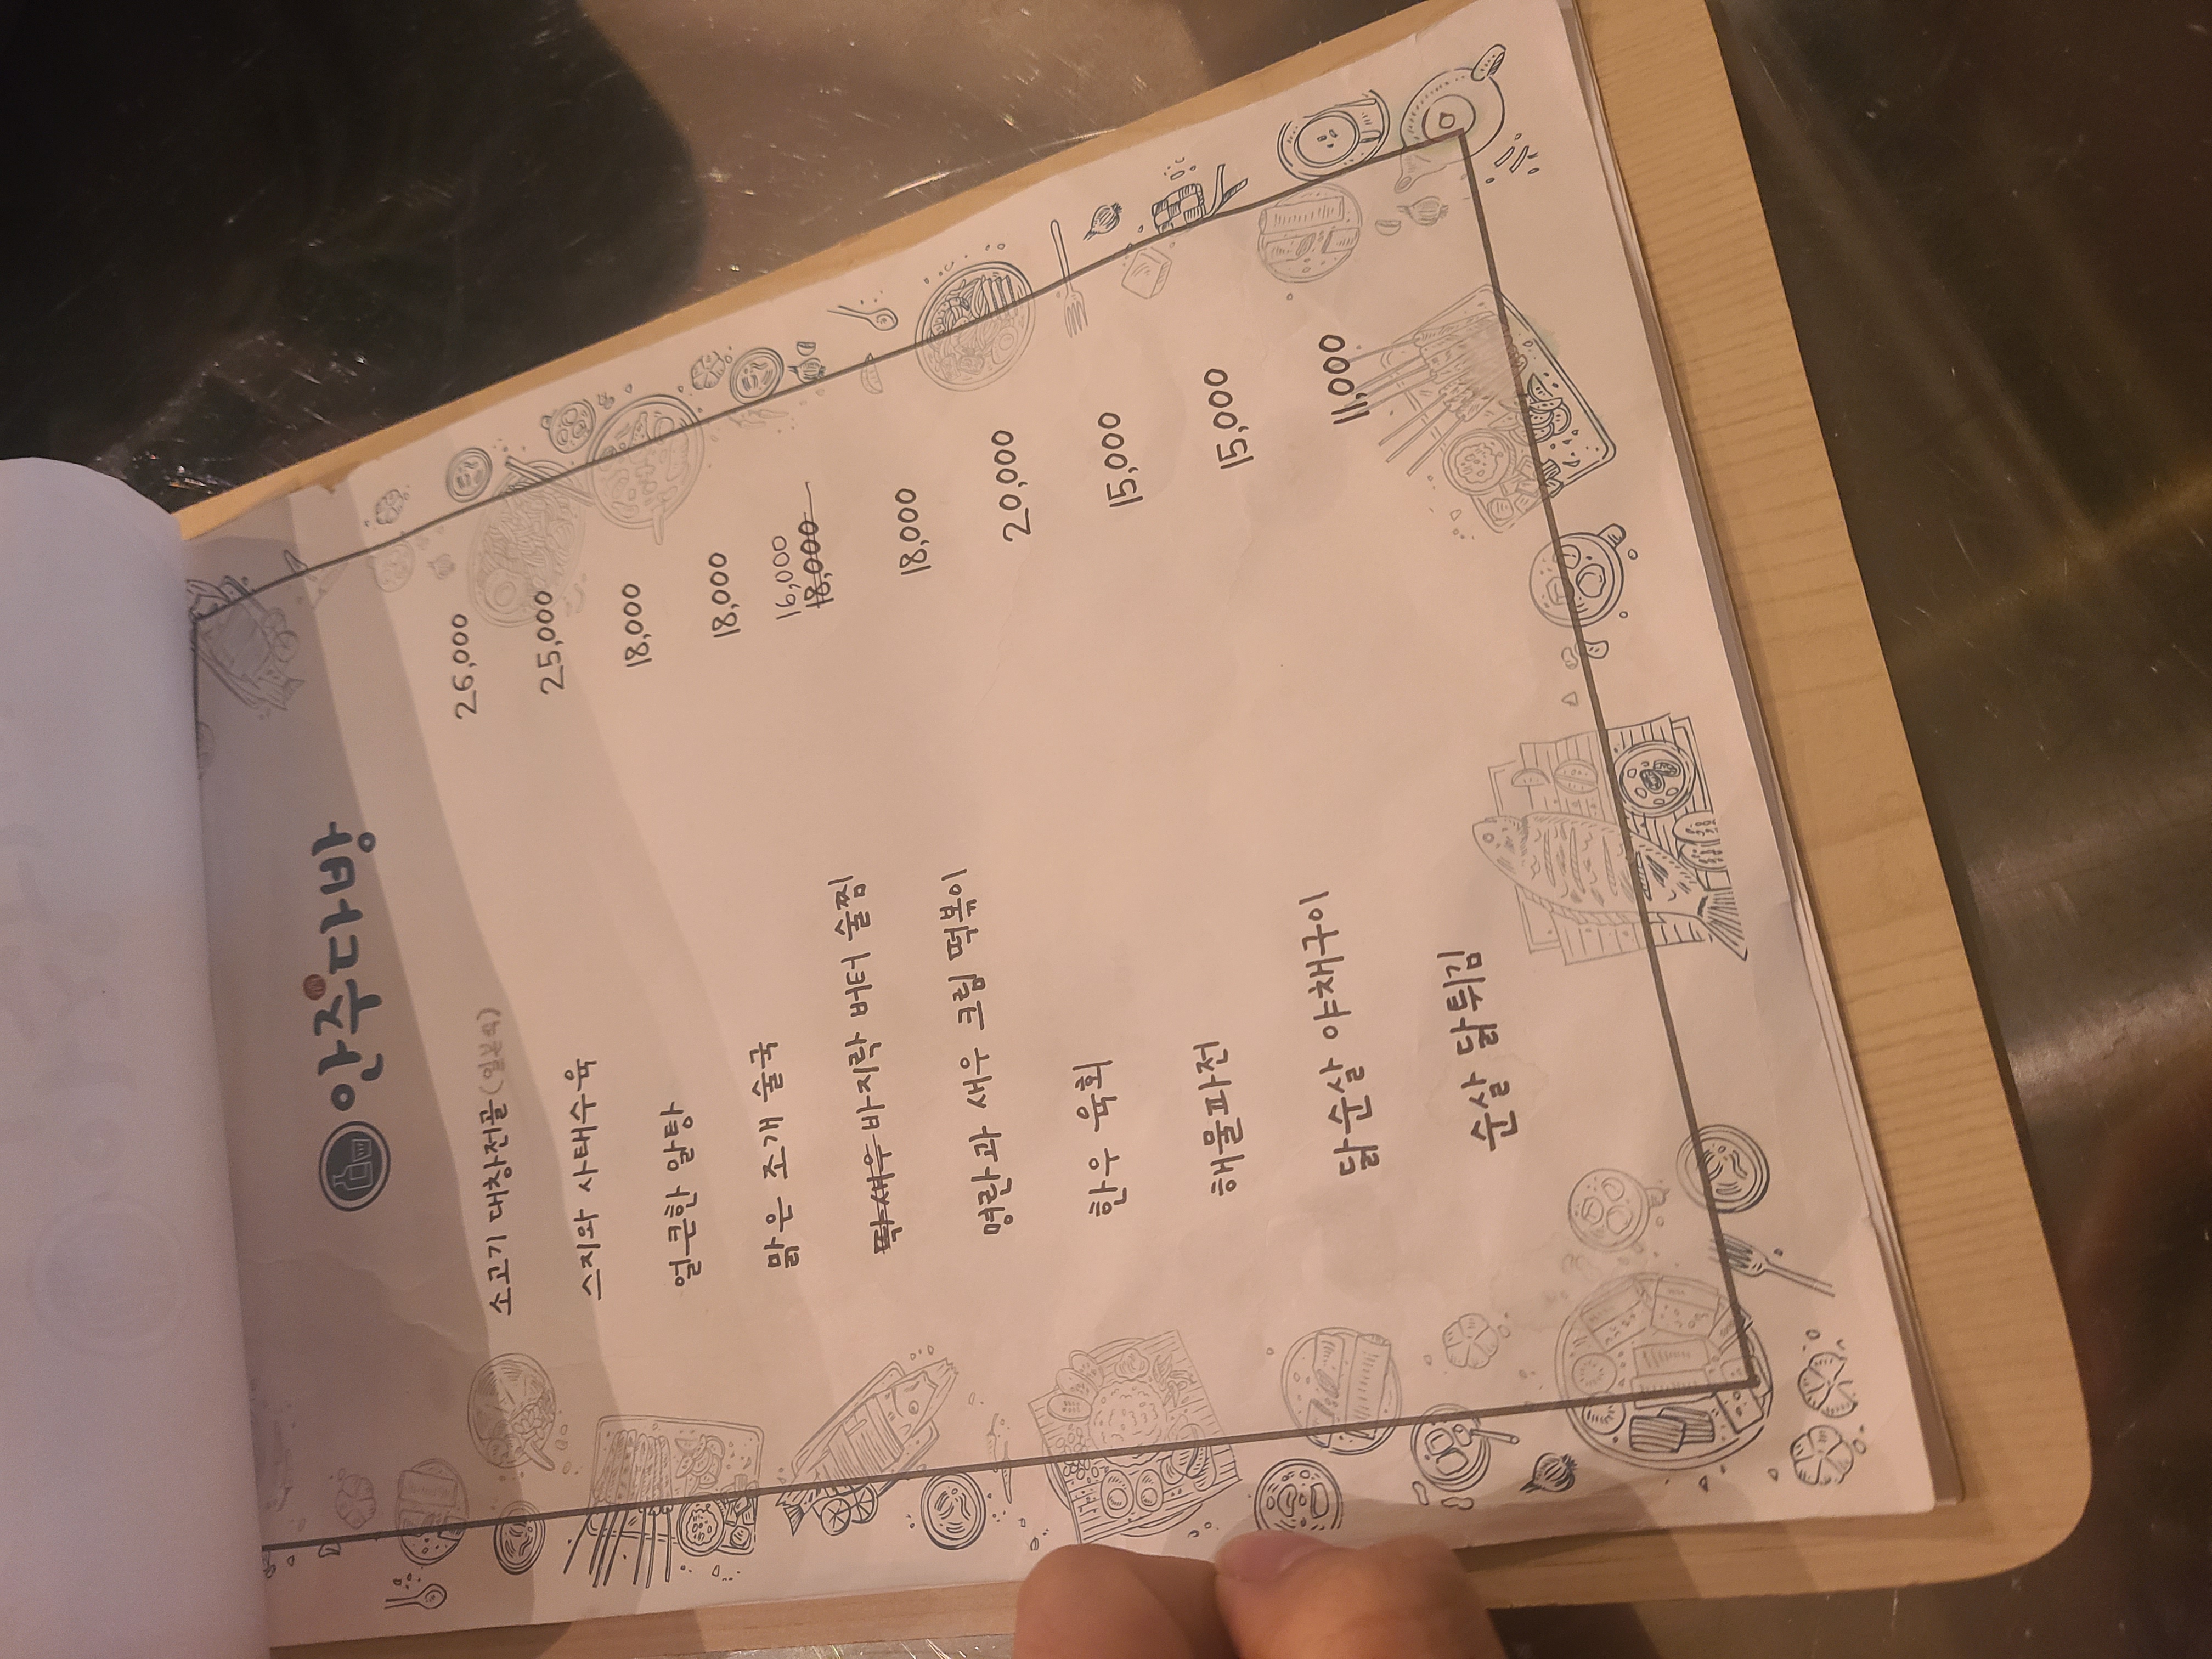 안주다방
소고기 대창전골(일본식) 26,000
스지와 사태수육 25,000
얼큰한 알탕 18,000
맑은 조개 술국 18,000
딱새우 바지락 버터 술찜 16,000 18,000
명란과 새우 크림 떡볶이 18,000
한우 육회 20,000
해물파전 15,000
닭순살 야채구이 15,000
순살 닭튀김 11,000